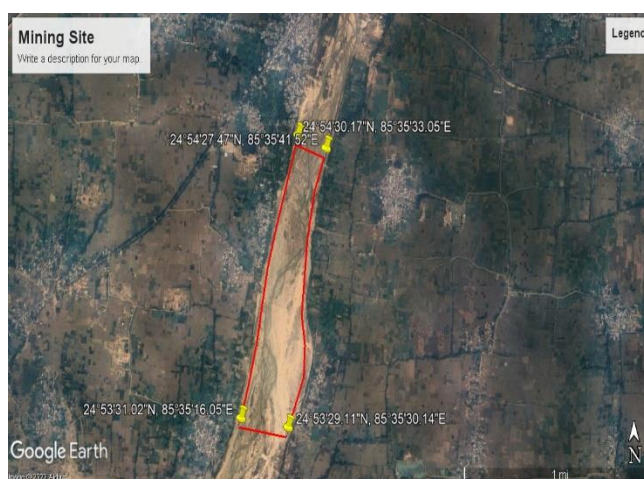 Mining Site
Write a description for your map.
Legend
24°54'30.17"N, 85°35'33.05"E
24°54'27.47"N, 85°35'41.52"E
24°53'31.02"N, 85°35'16.05"E
24°53'29.11"N, 85°35'30.14"E
Google Earth
1 mi
N